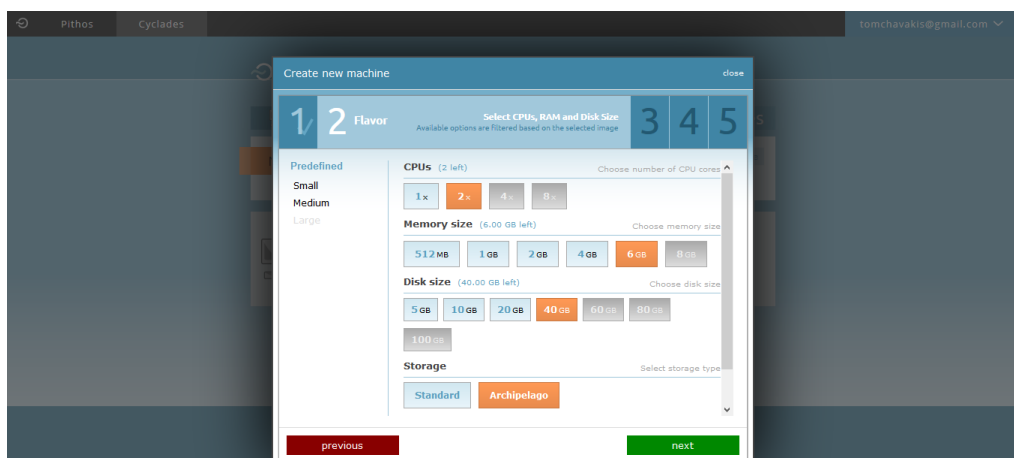 Pithos Cyclades tomchavakis@gmail.com
Create new machine close
1/ 2 Flavor Select CPUs, RAM and Disk Size 3 4 5
Available options are filtered based on the selected image
Predefined
Small
Medium
Large
CPUs (2 left) Choose number of CPU cores
1x 2x 4x 8x
Memory size (6.00 GB left) Choose memory size
512MB 1GB 2GB 4GB 6GB 8GB
Disk size (40.00 GB left) Choose disk size
5GB 10GB 20GB 40GB 60GB 80GB
100GB
Storage Select storage type
Standard Archipelago
previous next